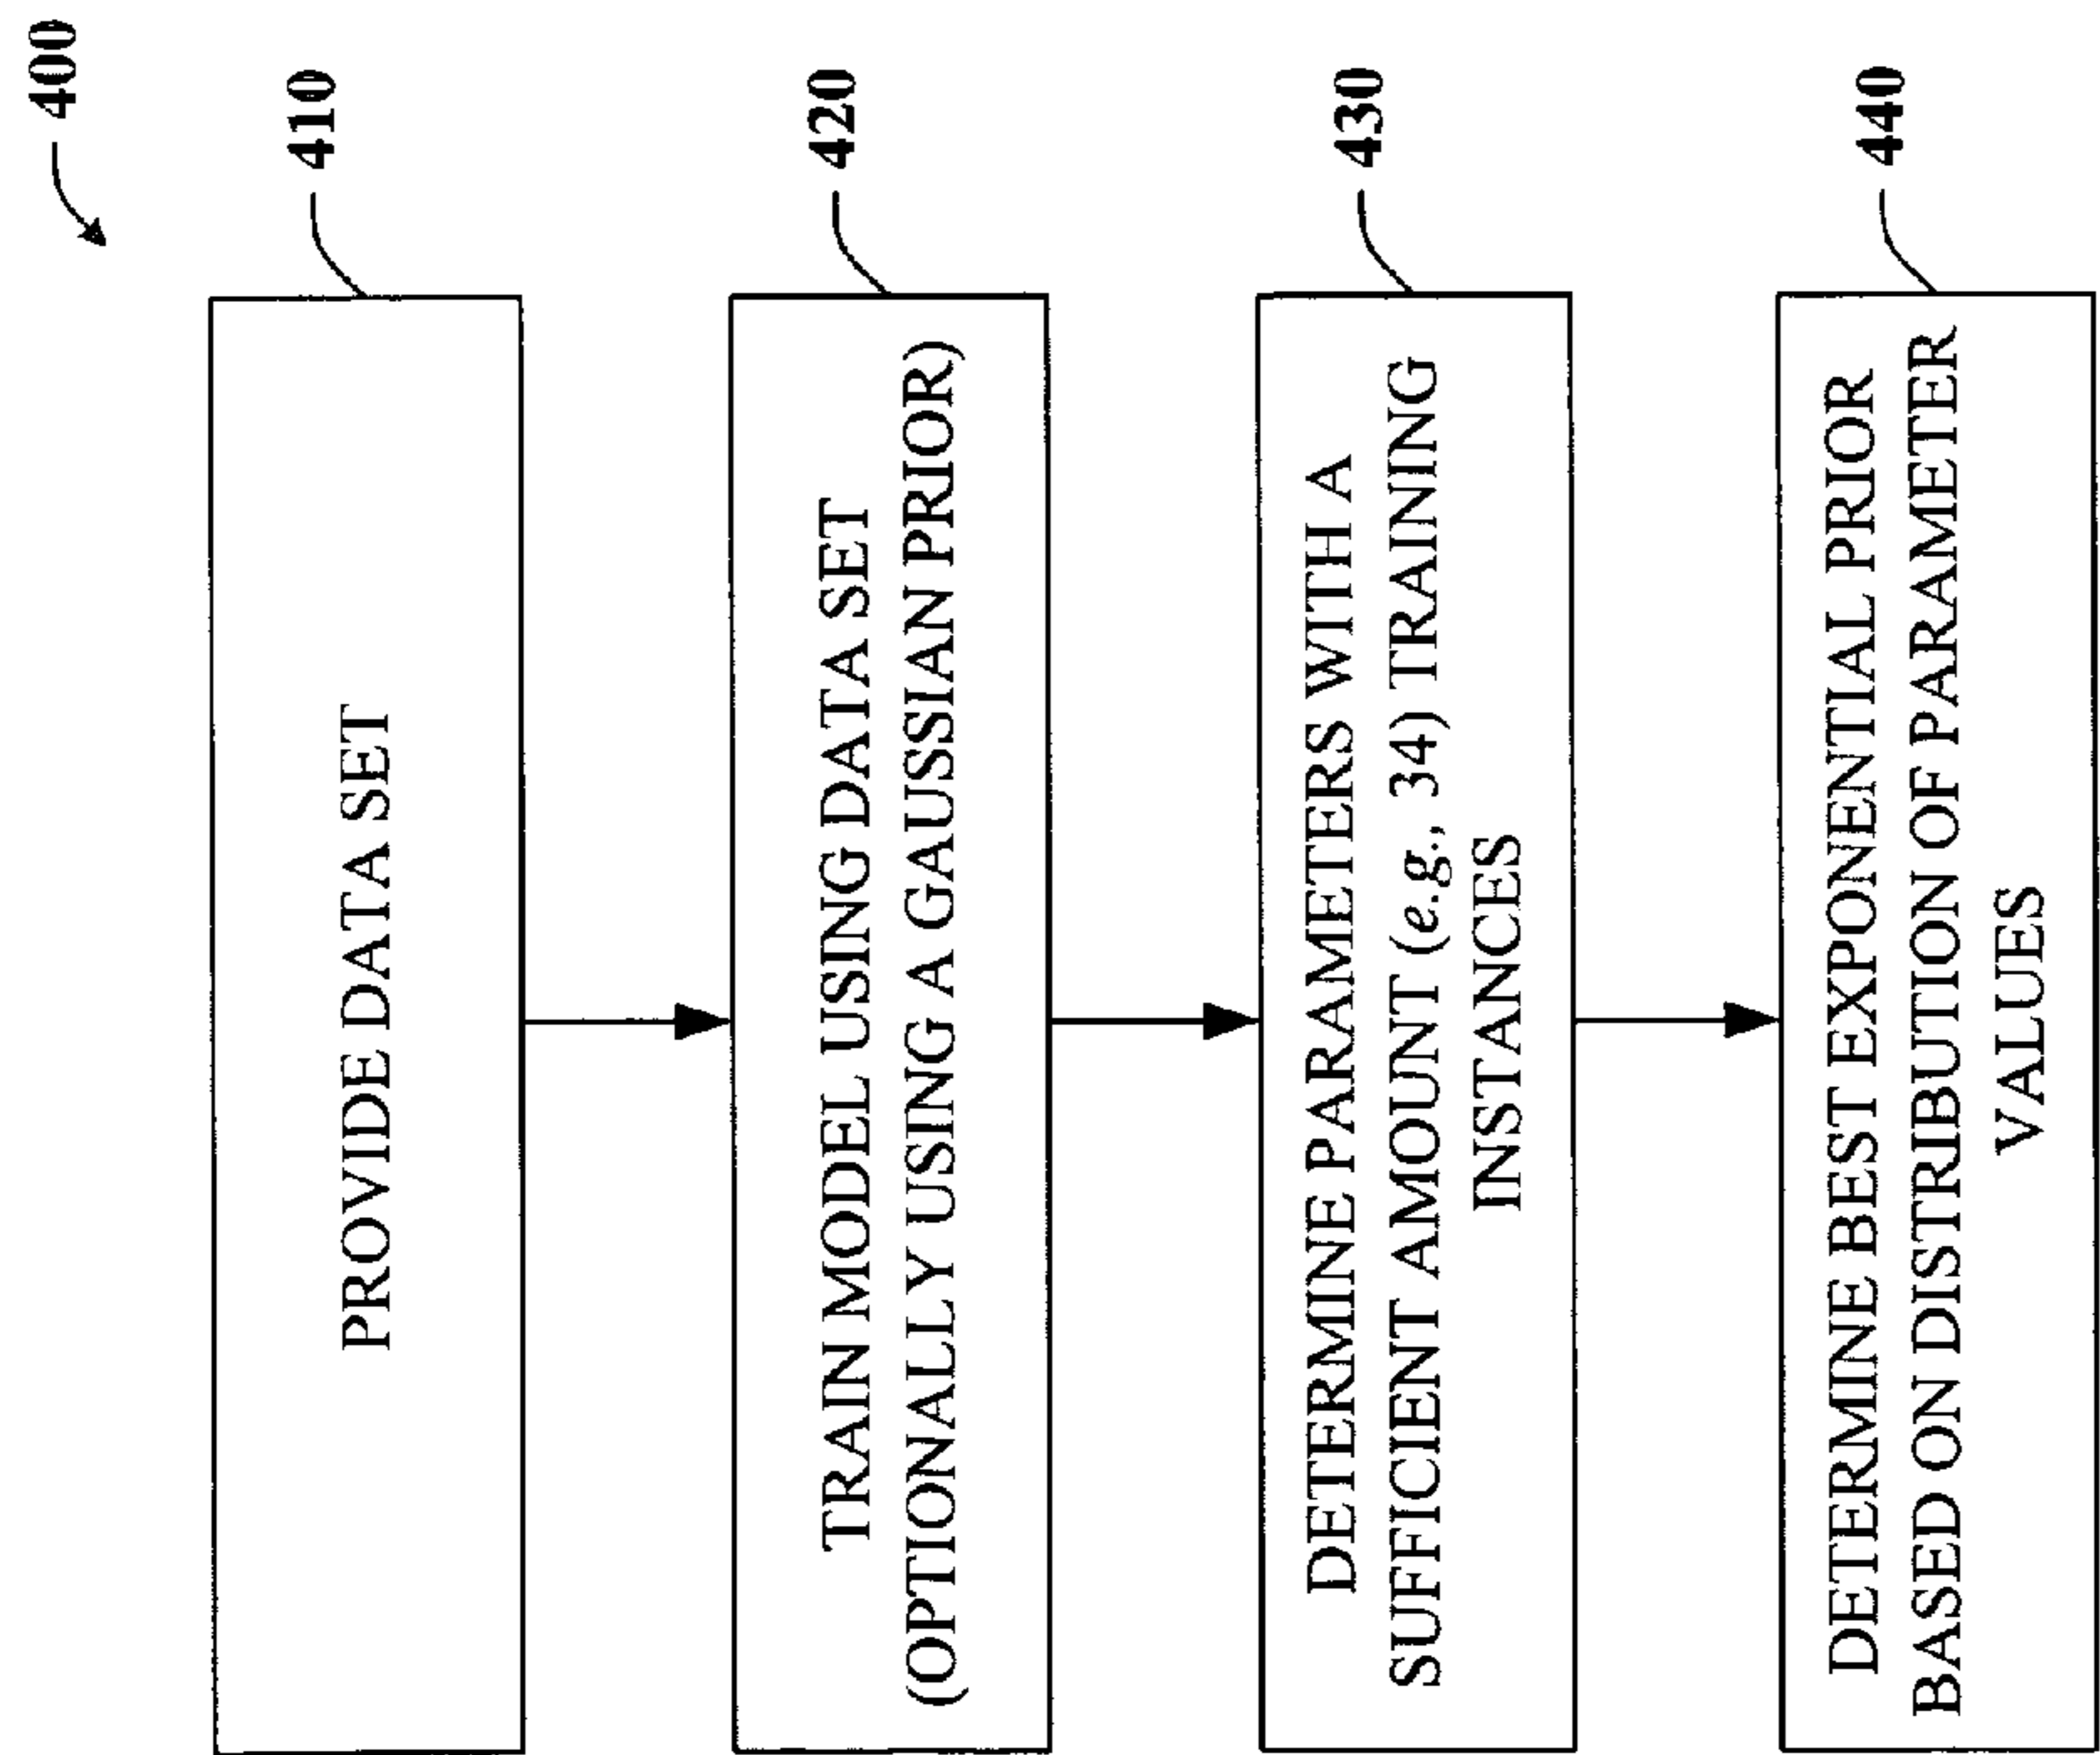 400
410
PROVIDE DATA SET
420
TRAIN MODEL USING DATA SET
(OPTIONALLY USING A GAUSSIAN PRIOR)
430
DETERMINE PARAMETERS WITH A
SUFFICIENT AMOUNT (e.g., 34) TRAINING
INSTANCES
440
DETERMINE BEST EXPONENTIAL PRIOR
BASED ON DISTRIBUTION OF PARAMETER
VALUES